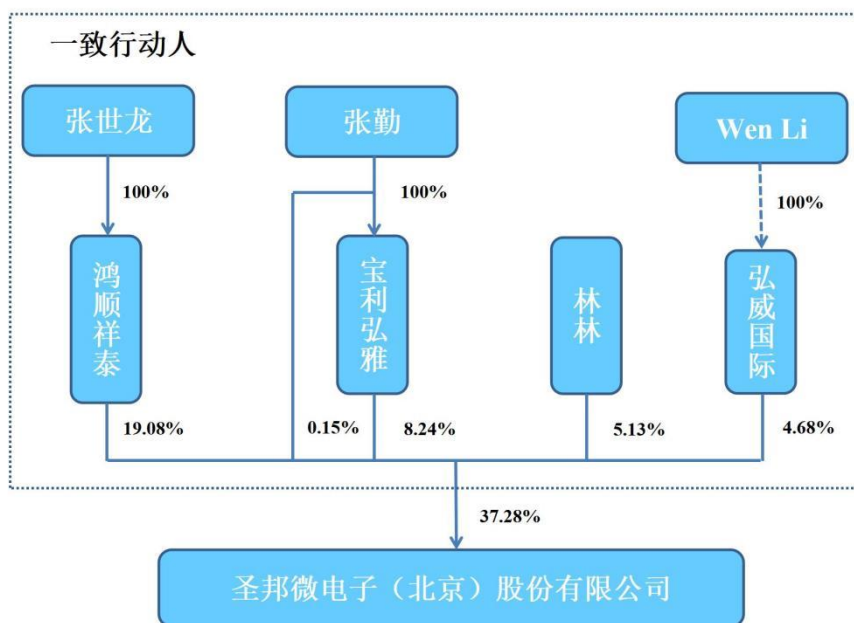 一致行动人
张世龙
张勤
Wen Li
100%
100%
100%
鸿顺祥泰
宝利弘雅
林林
弘威国际
19.08%
0.15%
8.24%
5.13%
4.68%
37.28%
圣邦微电子（北京）股份有限公司